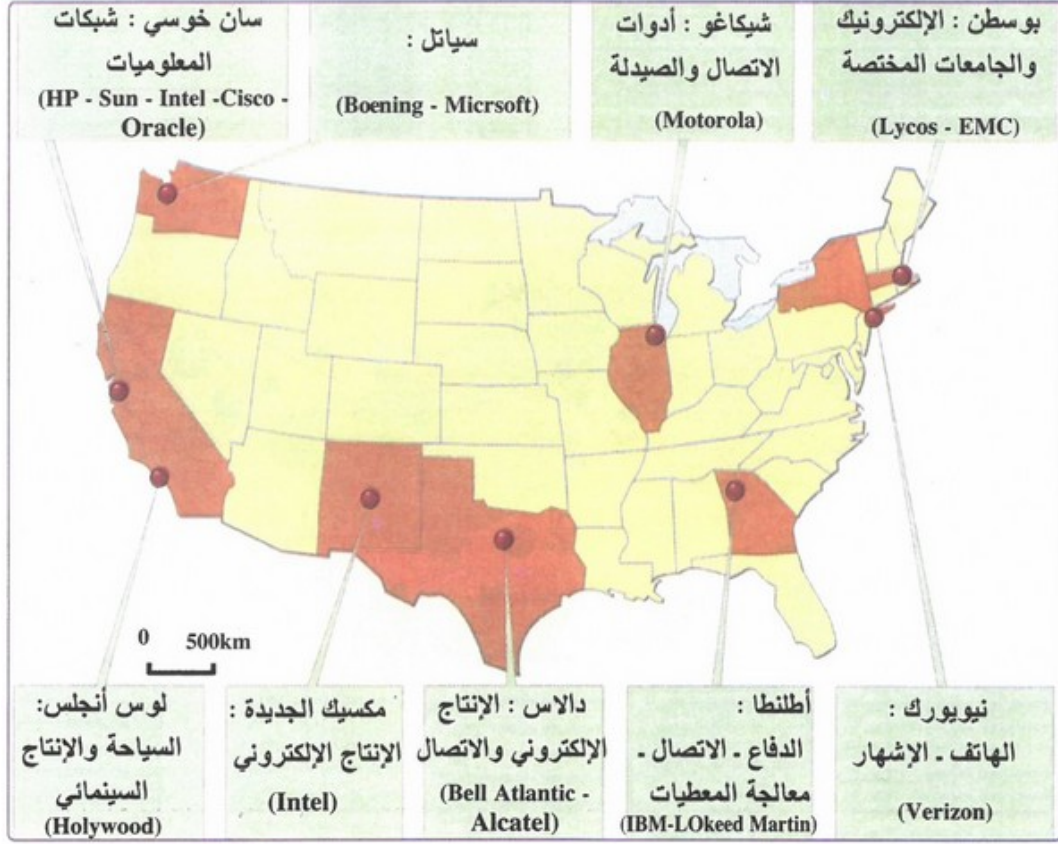 بوسطن : الإلكترونيك
والجامعات المختصة
(Lycos - EMC)
شيكاغو : أدوات
الاتصال والصيدلة
(Motorola)
سياتل :
(Boening - Micrsoft)
سان خوسي : شبكات
المعلوميات
(HP - Sun - Intel -Cisco -
Oracle)
0 500km
نيويورك :
الهاتف ـ الإشهار
(Verizon)
أطلنطا :
الدفاع ـ الاتصال ـ
معالجة المعطيات
(IBM-LOkeed Martin)
دالاس : الإنتاج
الإلكتروني والاتصال
(Bell Atlantic -
Alcatel)
مكسيك الجديدة :
الإنتاج الإلكتروني
(Intel)
لوس أنجلس:
السياحة والإنتاج
السينمائي
(Holywood)